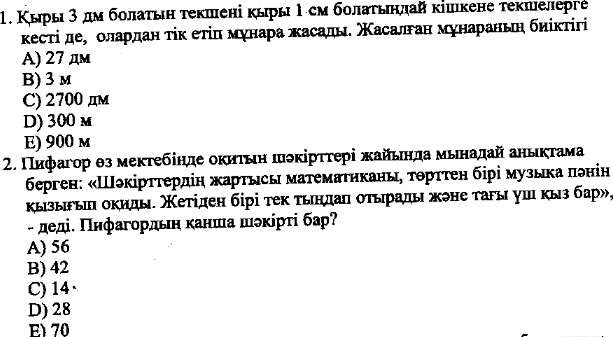 1. Қыры 3 дм болатын текшені қыры 1 см болатындай кішкене текшелерге
кесті де, олардан тік етіп мұнара жасады. Жасалған мұнараның биіктігі
A) 27 дм
B) 3 м
C) 2700 дм
D) 300 м
E) 900 м
2. Пифагор өз мектебінде оқитын шәкірттері жайында мынадай анықтама
берген: «Шәкірттердің жартысы математиканы, төрттен бірі музыка пәнін
қызығып оқиды. Жетіден бірі тек тыңдап отырады және тағы үш қыз бар»,
- деді. Пифагордың қанша шәкірті бар?
A) 56
B) 42
C) 14
D) 28
E) 70